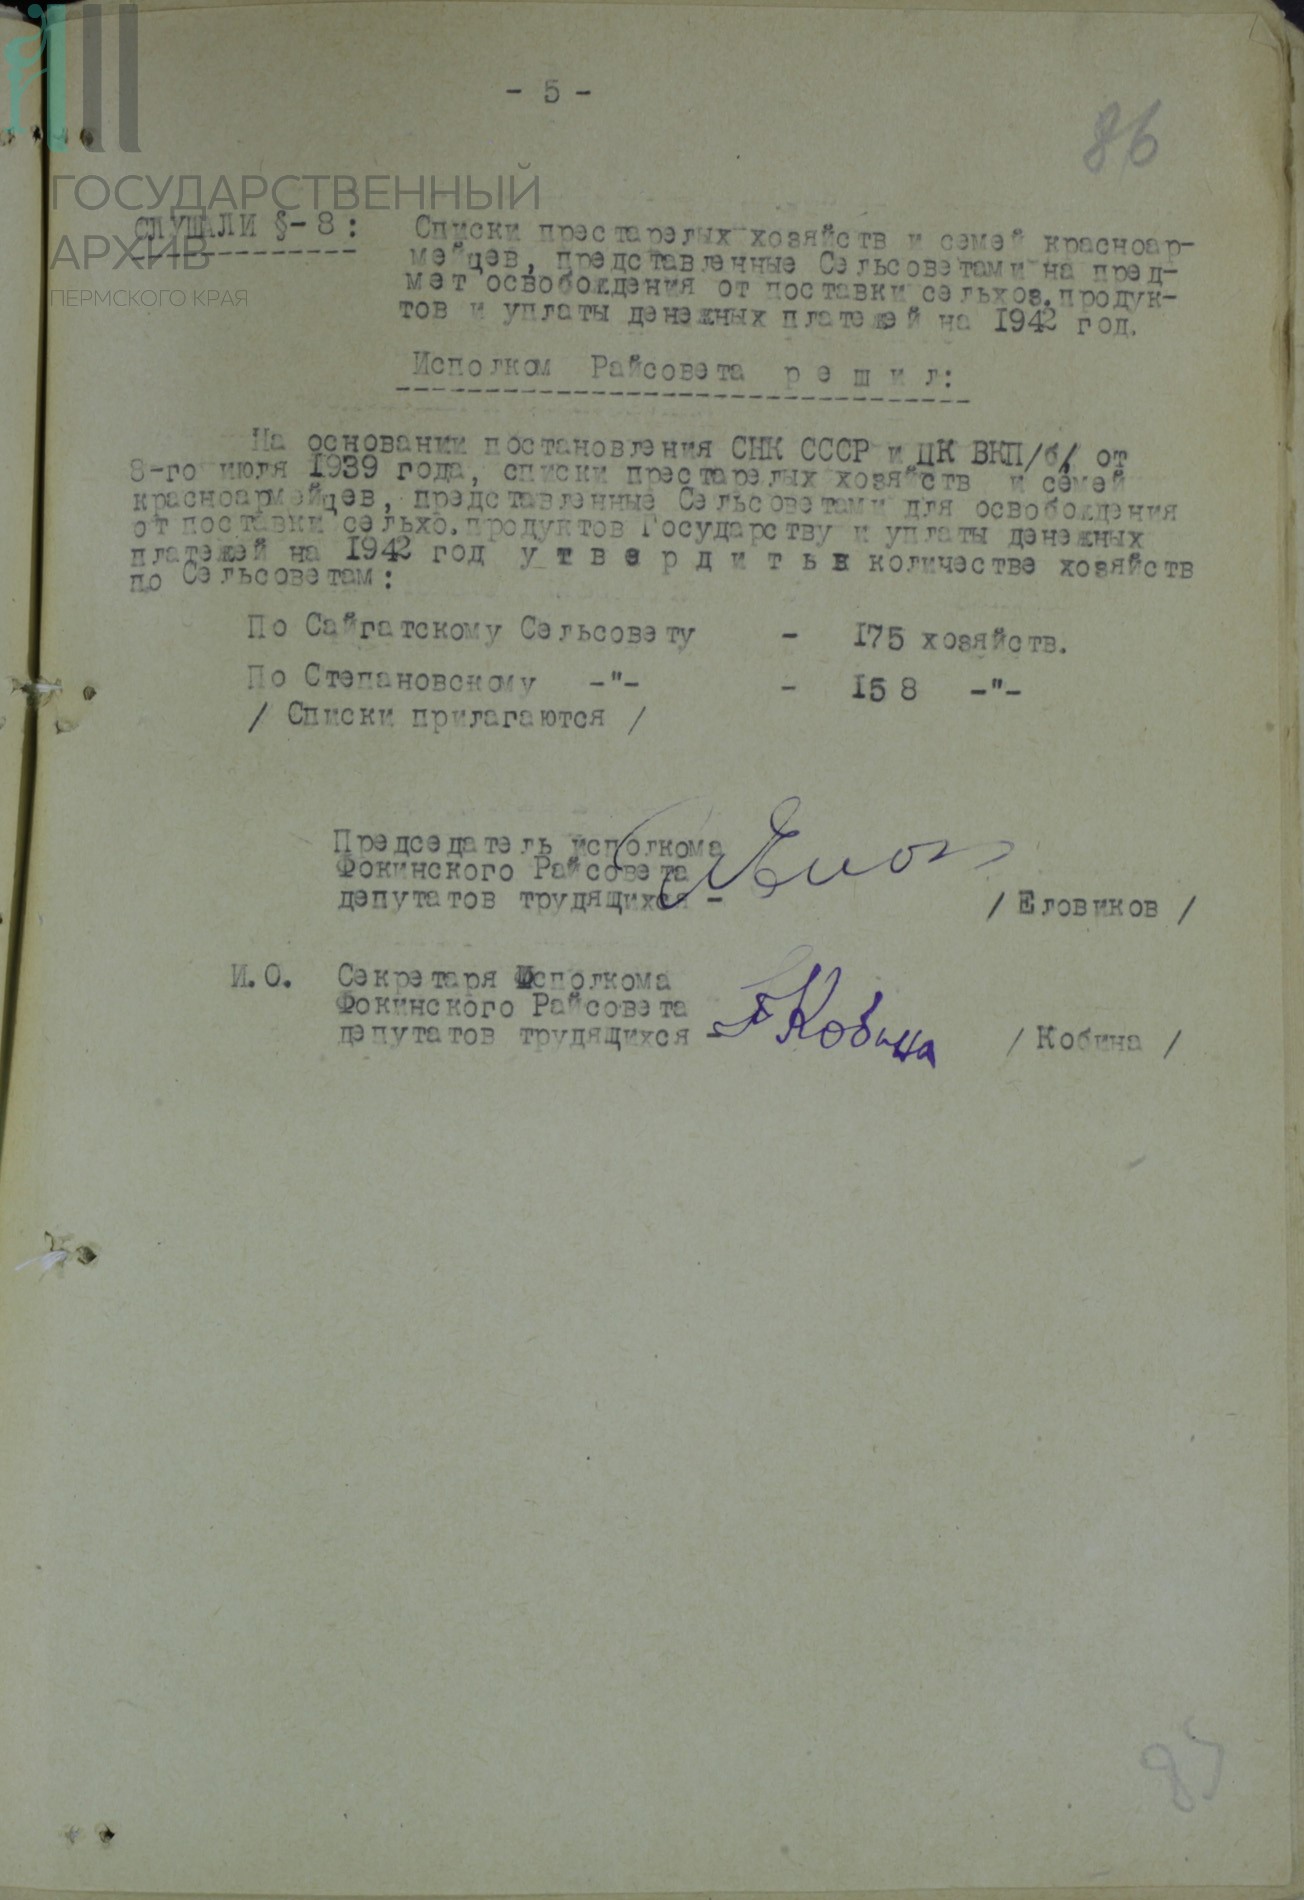 - 5 -
86
ГОСУДАРСТВЕННЫЙ
АРХИВ
ПЕРМСКОГО КРАЯ
СЛУШАЛИ §-8:
Списки престарелых хозяйств и семей красноар-
мейцев, представленные Сельсоветами на пред-
мет освобождения от поставки сельхоз.продук-
тов и уплаты денежных платежей на 1942 год.
Исполком Райсовета р е ш и л:
На основании постановления СНК СССР и ЦК ВКП/б/ от
8-го июля 1939 года, списки престарелых хозяйств и семей
красноармейцев, представленные Сельсоветами для освобождения
от поставки сельхо.продуктов Государству и уплаты денежных
платежей на 1942 год у т в е р д и т ь в количестве хозяйств
по Сельсоветам:
По Сайгатскому Сельсовету - 175 хозяйств.
По Степановскому -"- - 158 -"-
/ Списки прилагаются /
Председатель исполкома
Фокинского Райсовета
депутатов трудящихся - / Еловиков /
И.О. Секретаря Исполкома
Фокинского Райсовета
депутатов трудящихся - Кобина / Кобина /
85